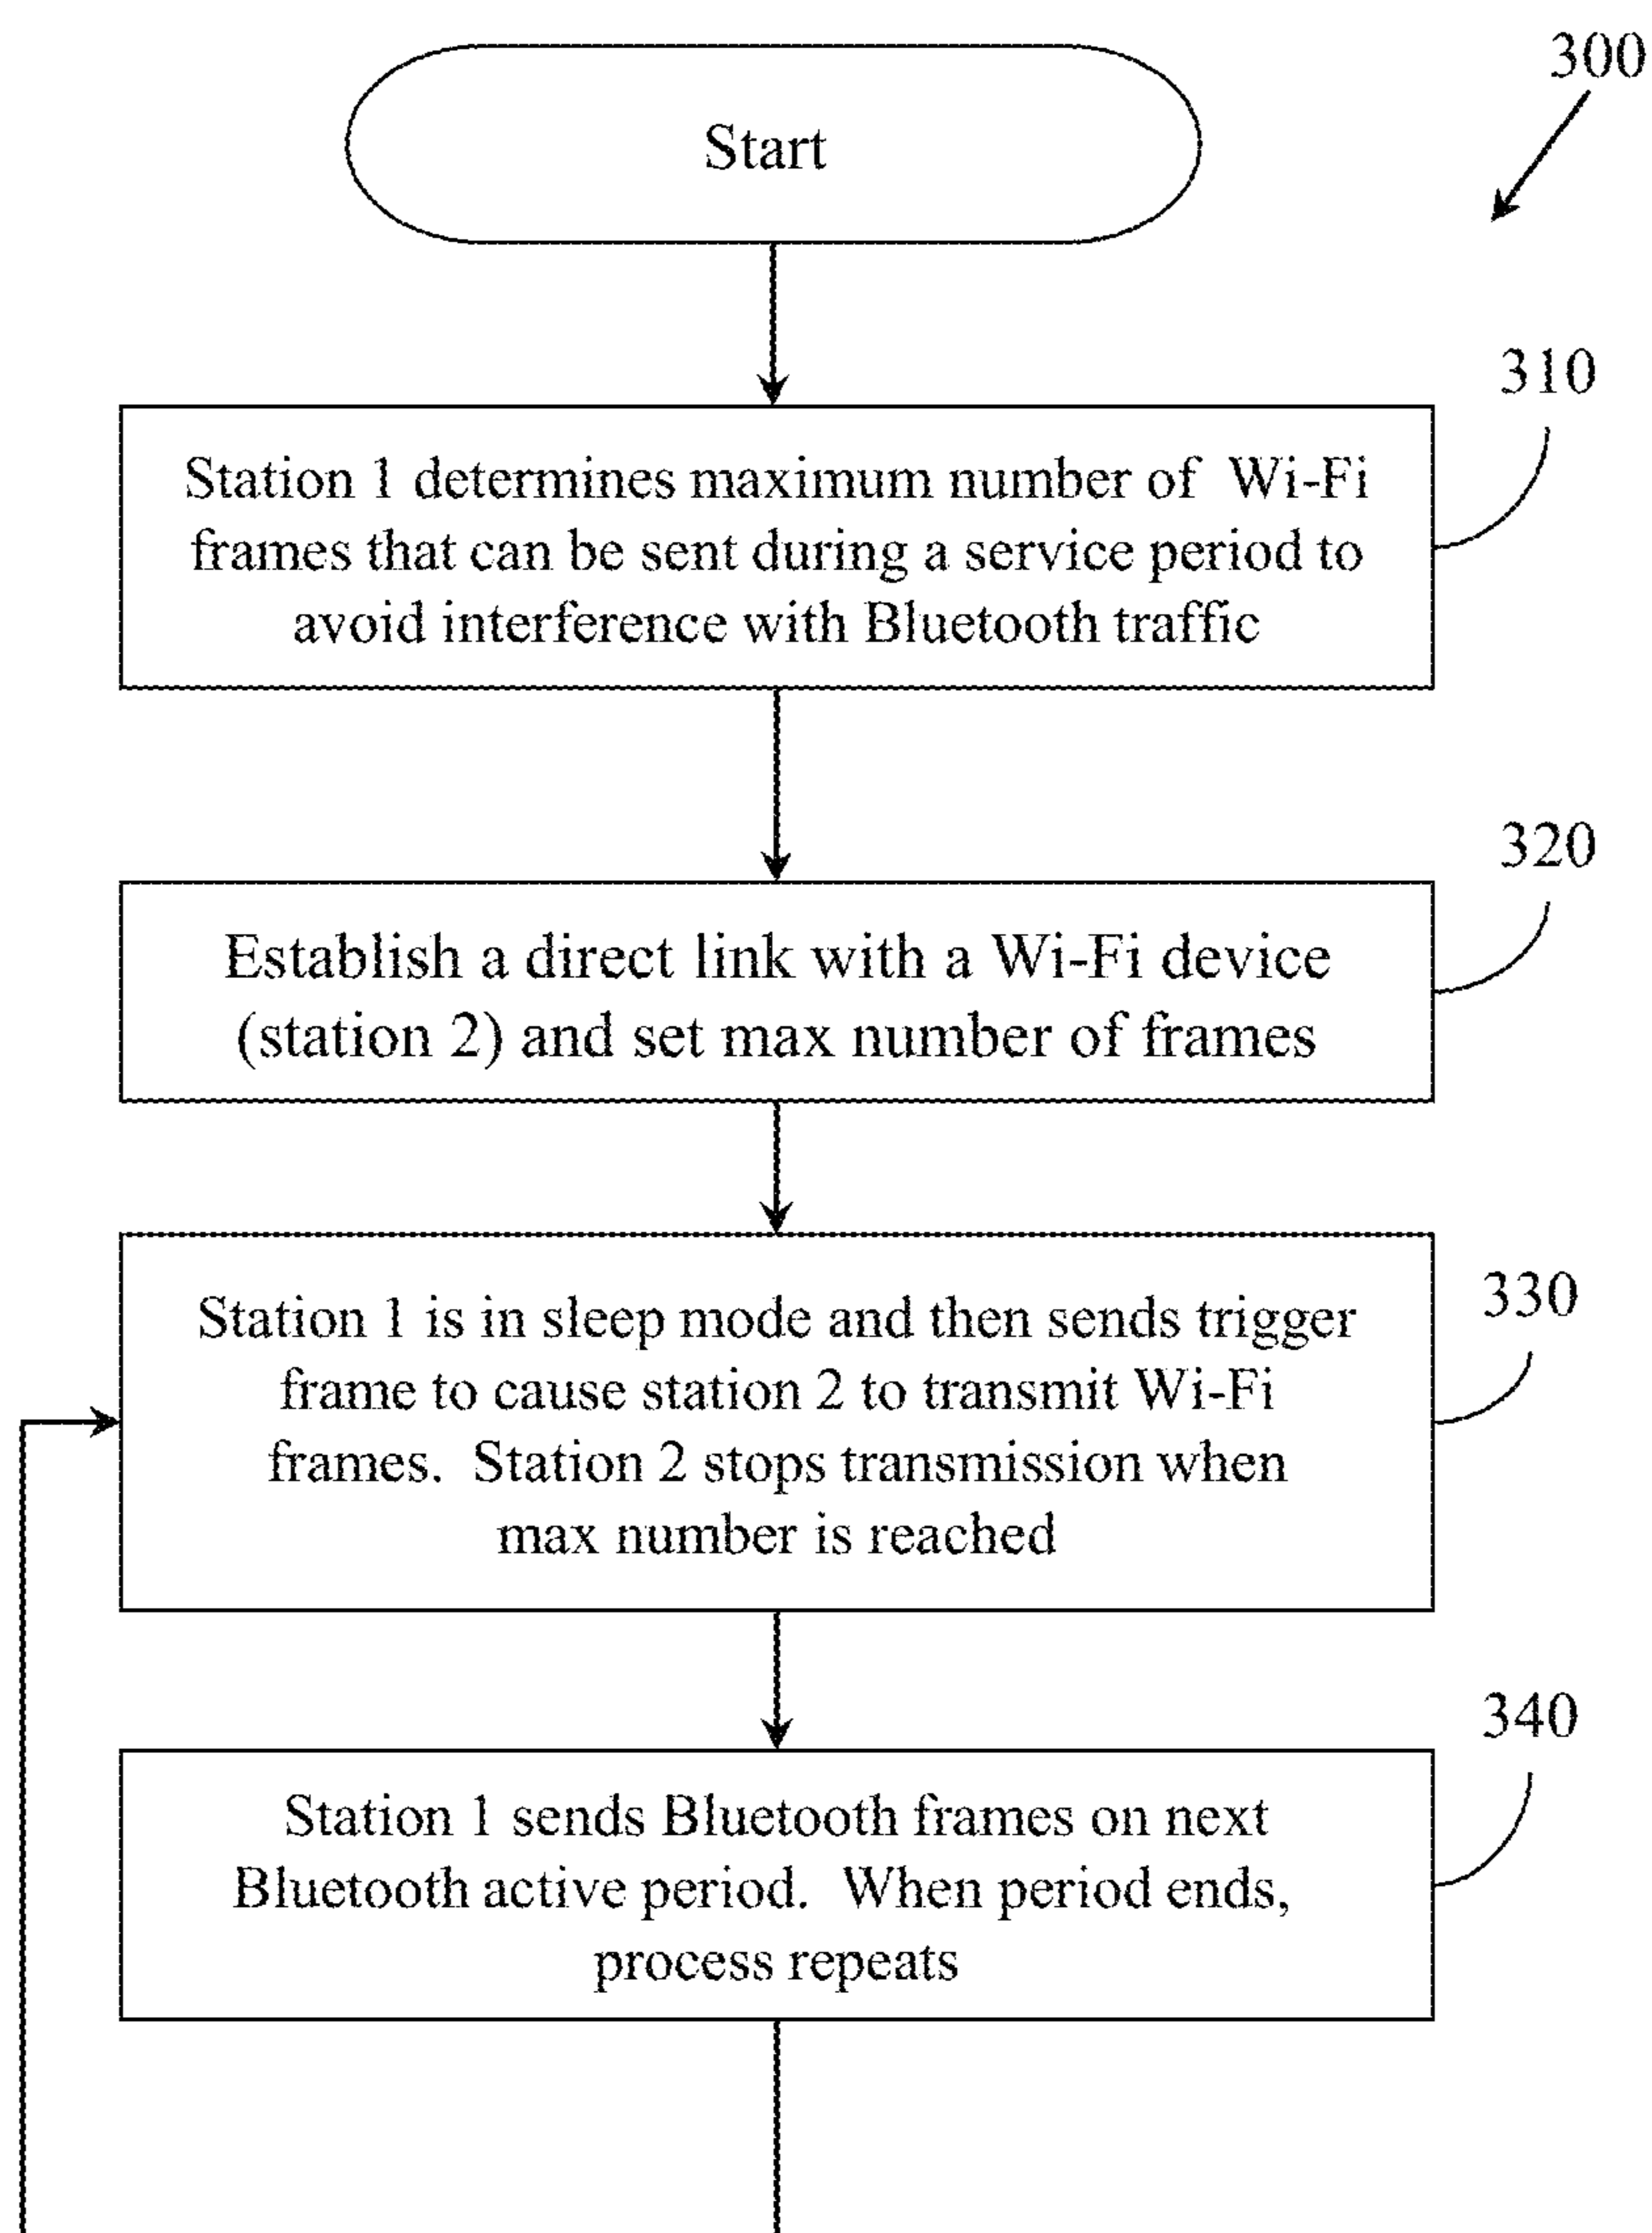 300
Start
310
Station 1 determines maximum number of Wi-Fi
frames that can be sent during a service period to
avoid interference with Bluetooth traffic
320
Establish a direct link with a Wi-Fi device
(station 2) and set max number of frames
330
Station 1 is in sleep mode and then sends trigger
frame to cause station 2 to transmit Wi-Fi
frames. Station 2 stops transmission when
max number is reached
340
Station 1 sends Bluetooth frames on next
Bluetooth active period. When period ends,
process repeats